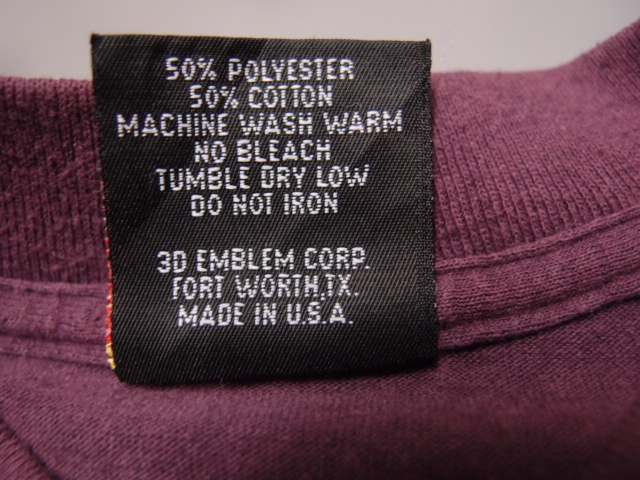 50% POLYESTER
50% COTTON
MACHINE WASH WARM
NO BLEACH
TUMBLE DRY LOW
DO NOT IRON
3D EMBLEM CORP.
FORT WORTH,TX.
MADE IN U.S.A.